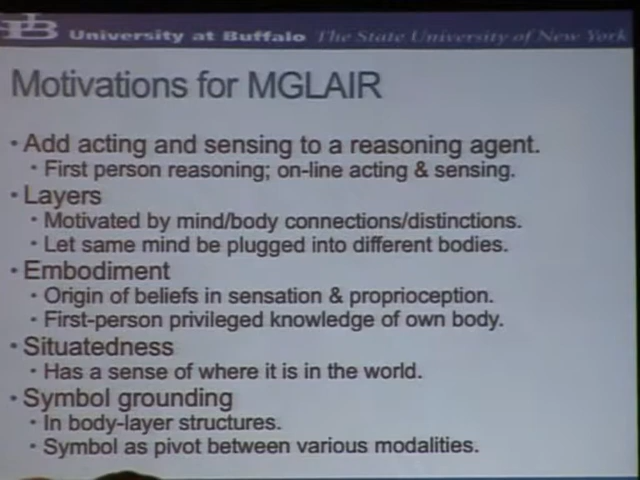 University at Buffalo The State University of New York
Motivations for MGLAIR
• Add acting and sensing to a reasoning agent.
• First person reasoning; on-line acting & sensing.
• Layers
• Motivated by mind/body connections/distinctions.
• Let same mind be plugged into different bodies.
• Embodiment
• Origin of beliefs in sensation & proprioception.
• First-person privileged knowledge of own body.
• Situatedness
• Has a sense of where it is in the world.
• Symbol grounding
• In body-layer structures.
• Symbol as pivot between various modalities.